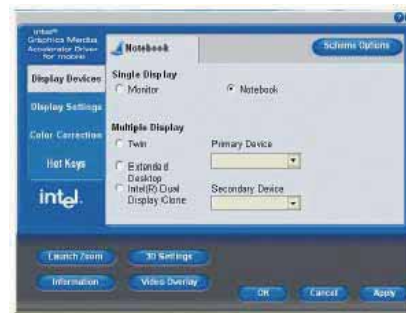 intel®
Graphics Media
Accelerator Driver
for mobile
Notebook
Scheme Options
Display Devices
Display Settings
Color Correction
Hot Keys
intel.
Single Display
Monitor
Notebook
Multiple Display
Twin
Extended
Desktop
Intel(R) Dual
Display Clone
Primary Device
Secondary Device
Launch Zoom
3D Settings
Information
Video Overlay
OK
Cancel
Apply